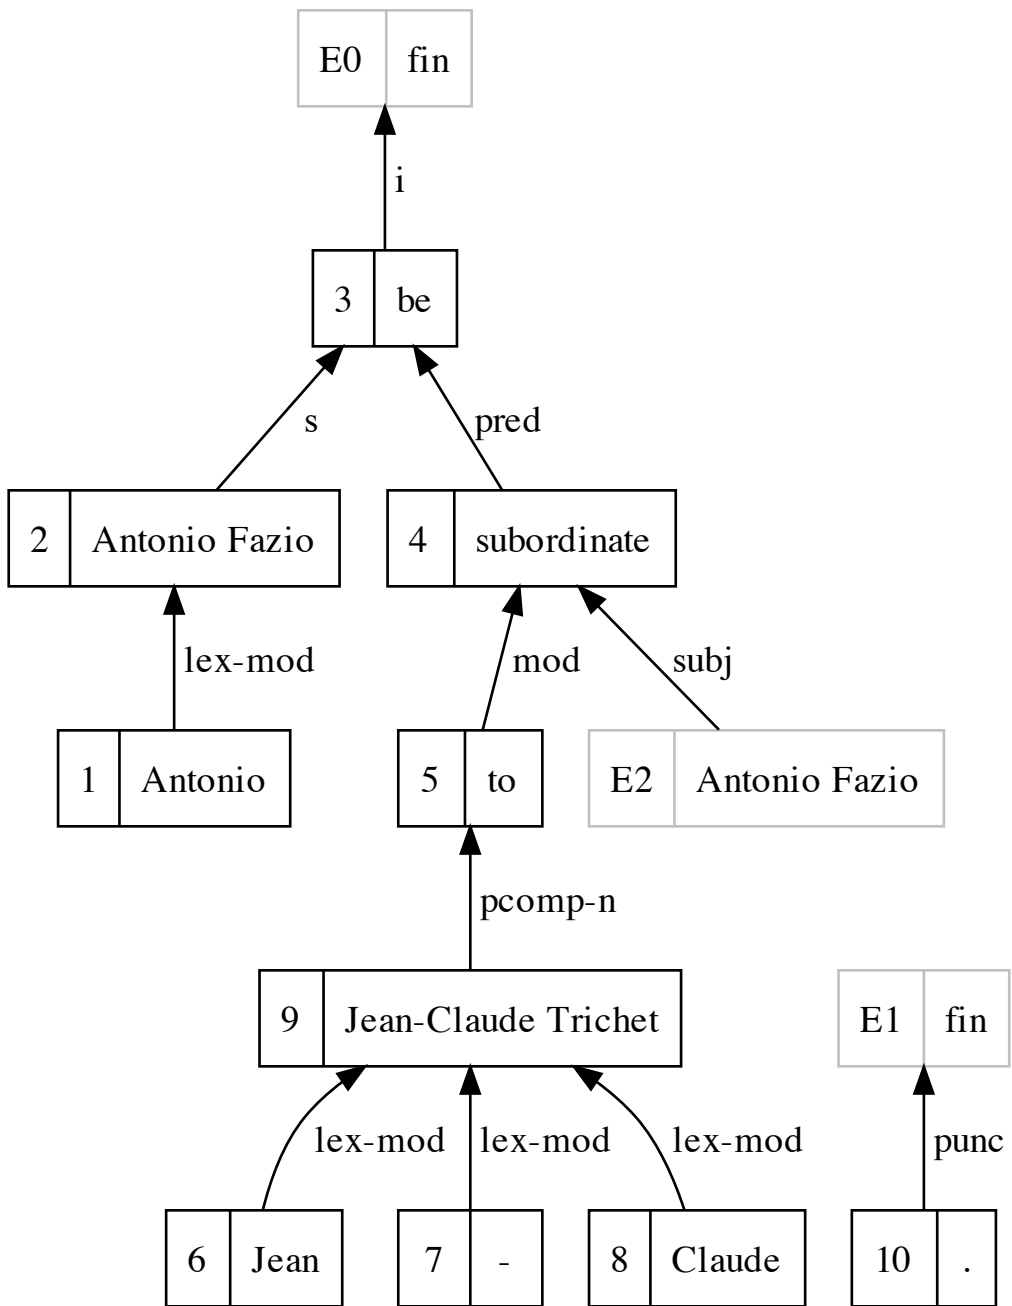 E0 fin
i
3 be
s pred
2 Antonio Fazio 4 subordinate
lex-mod mod subj
1 Antonio 5 to E2 Antonio Fazio
pcomp-n
9 Jean-Claude Trichet E1 fin
lex-mod lex-mod lex-mod punc
6 Jean 7 - 8 Claude 10 .